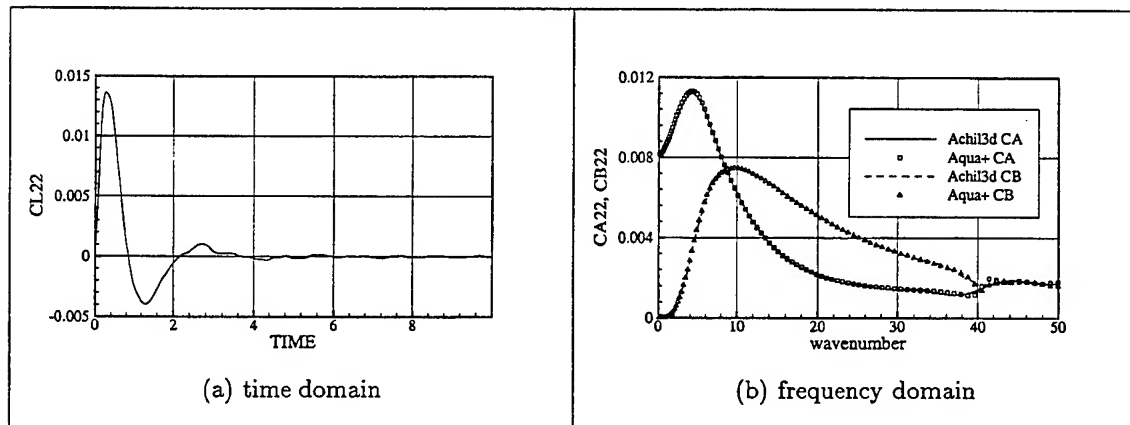 0.015
0.01
0.005
0
-0.005
CL22
0
2
4
6
8
TIME
(a) time domain
0.012
0.008
0.004
0
CA22, CB22
0
10
20
30
40
50
wavenumber
Achil3d CA
Aqua+ CA
Achil3d CB
Aqua+ CB
(b) frequency domain